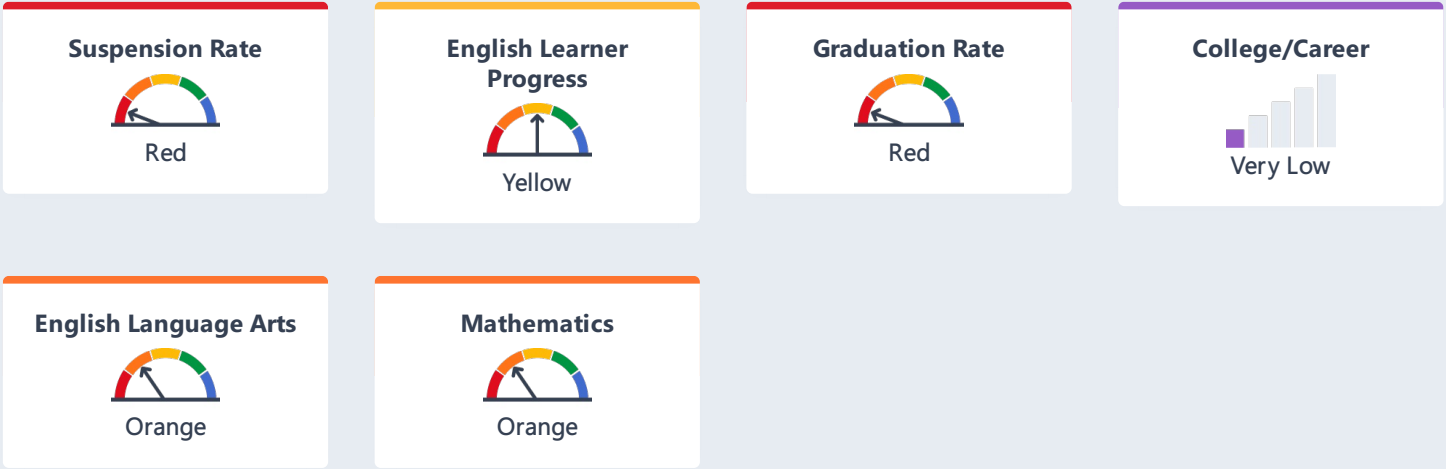 Suspension Rate
Red
English Learner
Progress
Yellow
Graduation Rate
Red
College/Career
Very Low
English Language Arts
Orange
Mathematics
Orange